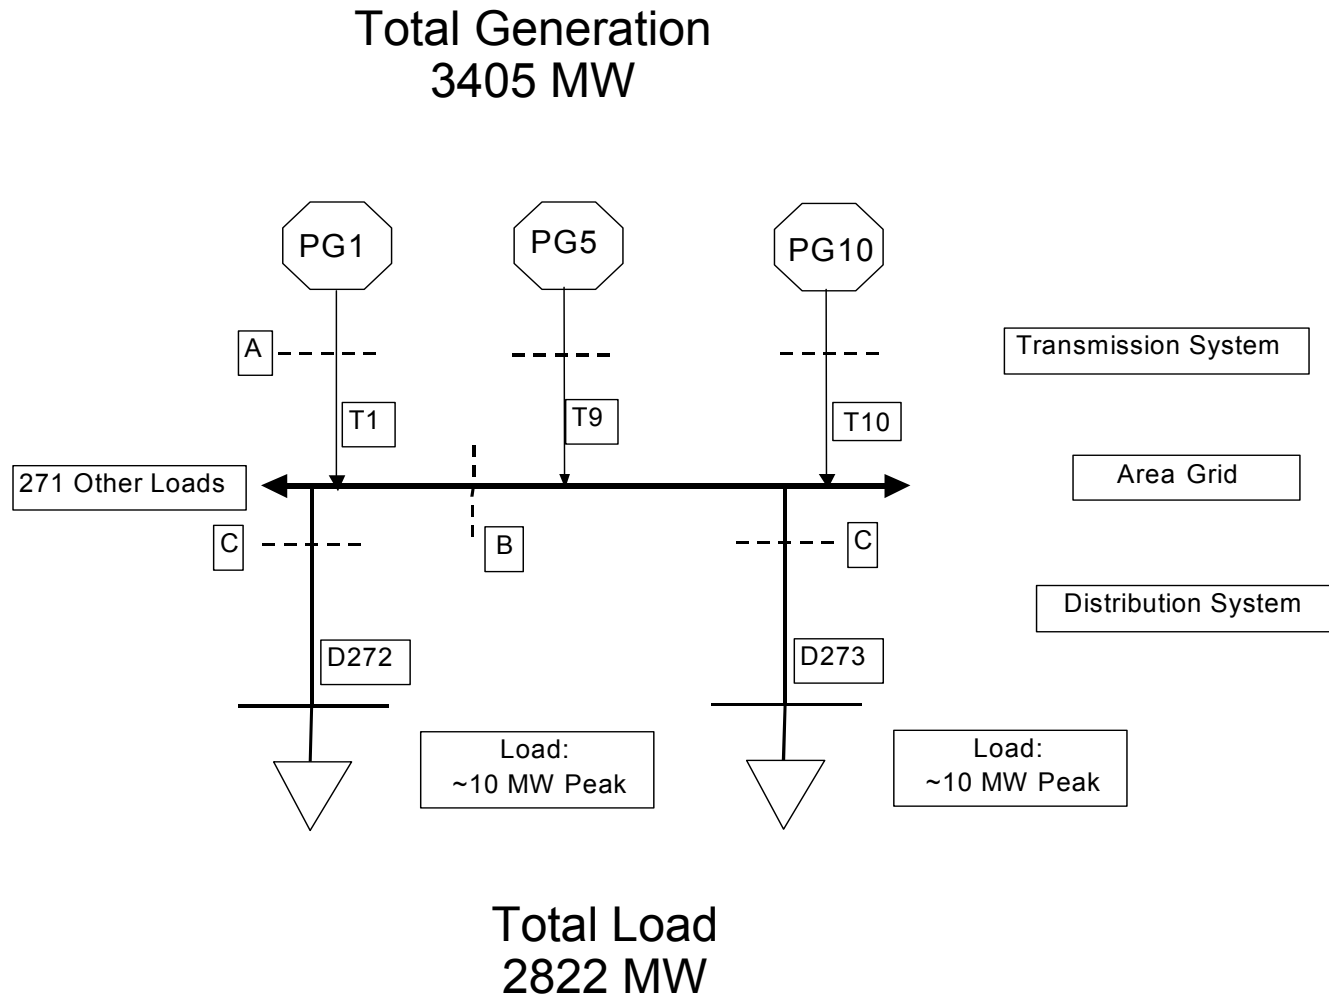 Total Generation
3405 MW
PG1
PG5
PG10
A
Transmission System
T1
T9
T10
271 Other Loads
Area Grid
C
B
C
Distribution System
D272
D273
Load:
~10 MW Peak
Load:
~10 MW Peak
Total Load
2822 MW